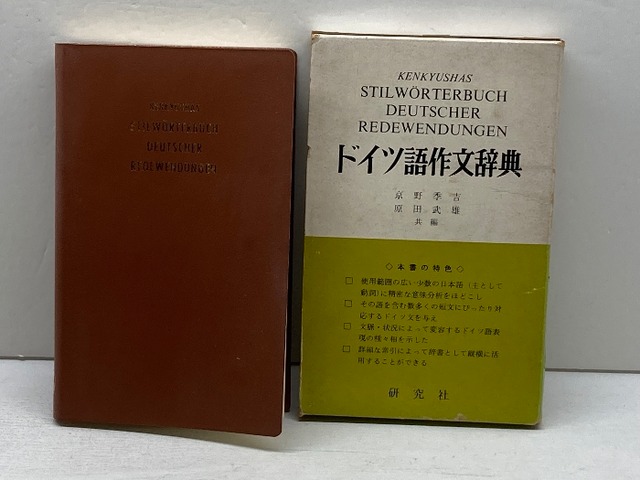 KENKYUSHAS
STILWÖRTERBUCH
DEUTSCHER
REDEWENDUNGEN
KENKYUSHAS
STILWÖRTERBUCH
DEUTSCHER
REDEWENDUNGEN
ドイツ語作文辞典
京野季吉
原田武雄
共編
◇本書の特色◇
□ 使用範囲の広い少数の日本語(主として
動詞)に精密な意味分析をほどこし
□ その語を含む数多くの短文にぴったり対
応するドイツ文を与え
□ 文脈・状況によって変容するドイツ語表
現の様々相を示した
□ 詳細な索引によって辞書として縦横に活
用することができる
研究社